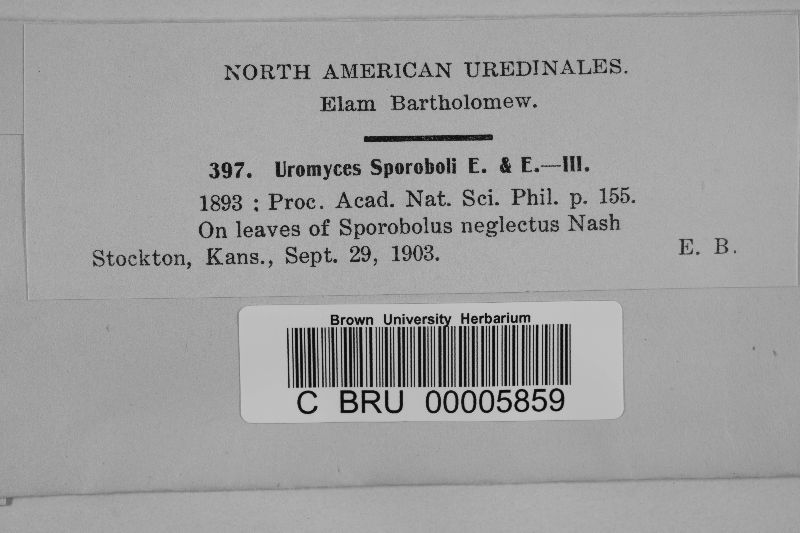 NORTH AMERICAN UREDINALES.
Elam Bartholomew.
397. Uromyces Sporoboli E. & E.—III.
1893 : Proc. Acad. Nat. Sci. Phil. p. 155.
On leaves of Sporobolus neglectus Nash
Stockton, Kans., Sept. 29, 1903. E. B.
Brown University Herbarium
C BRU 00005859